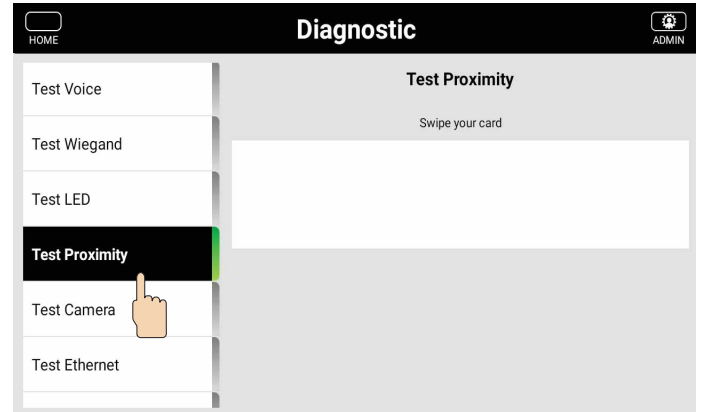 HOME
Diagnostic
ADMIN
Test Voice
Test Wiegand
Test LED
Test Proximity
Test Camera
Test Ethernet
Test Proximity
Swipe your card